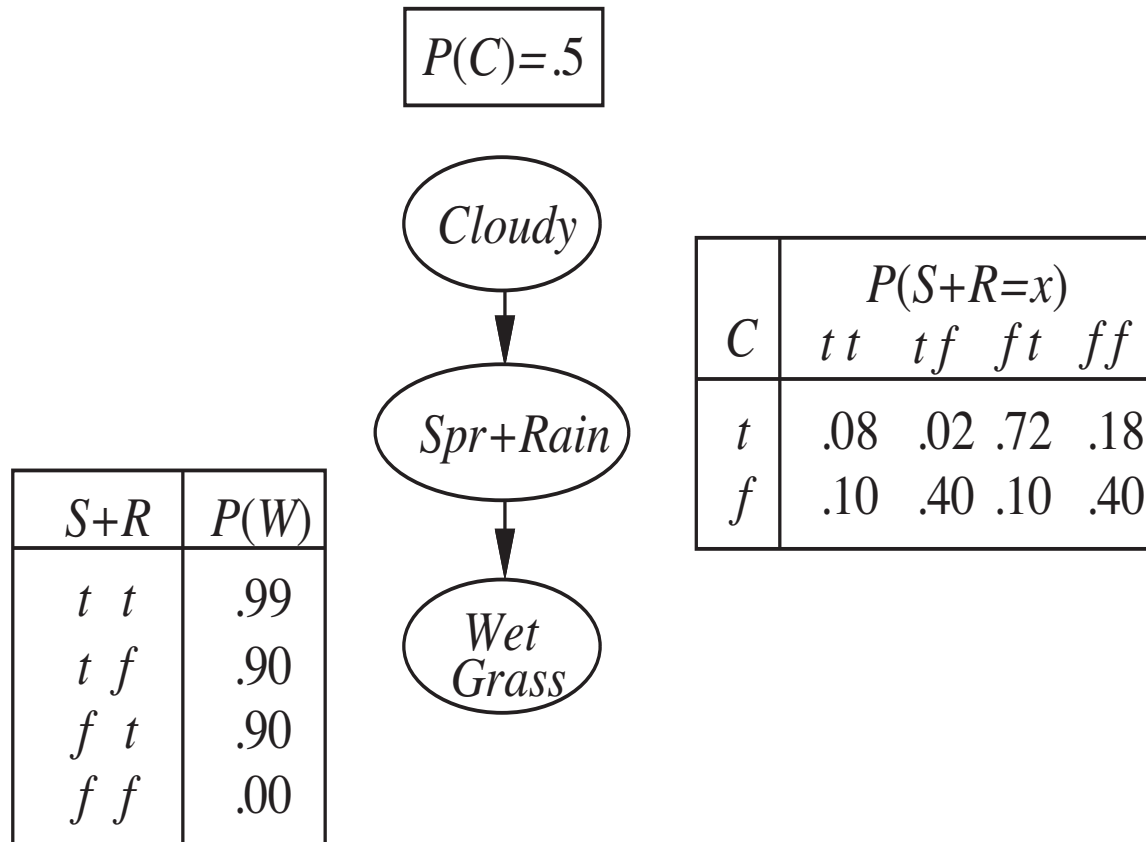 P(C)=.5
Cloudy
P(S+R=x)
C t t t f f t f f
t .08 .02 .72 .18
f .10 .40 .10 .40
Spr+Rain
S+R P(W)
t t .99
t f .90
f t .90
f f .00
Wet
Grass